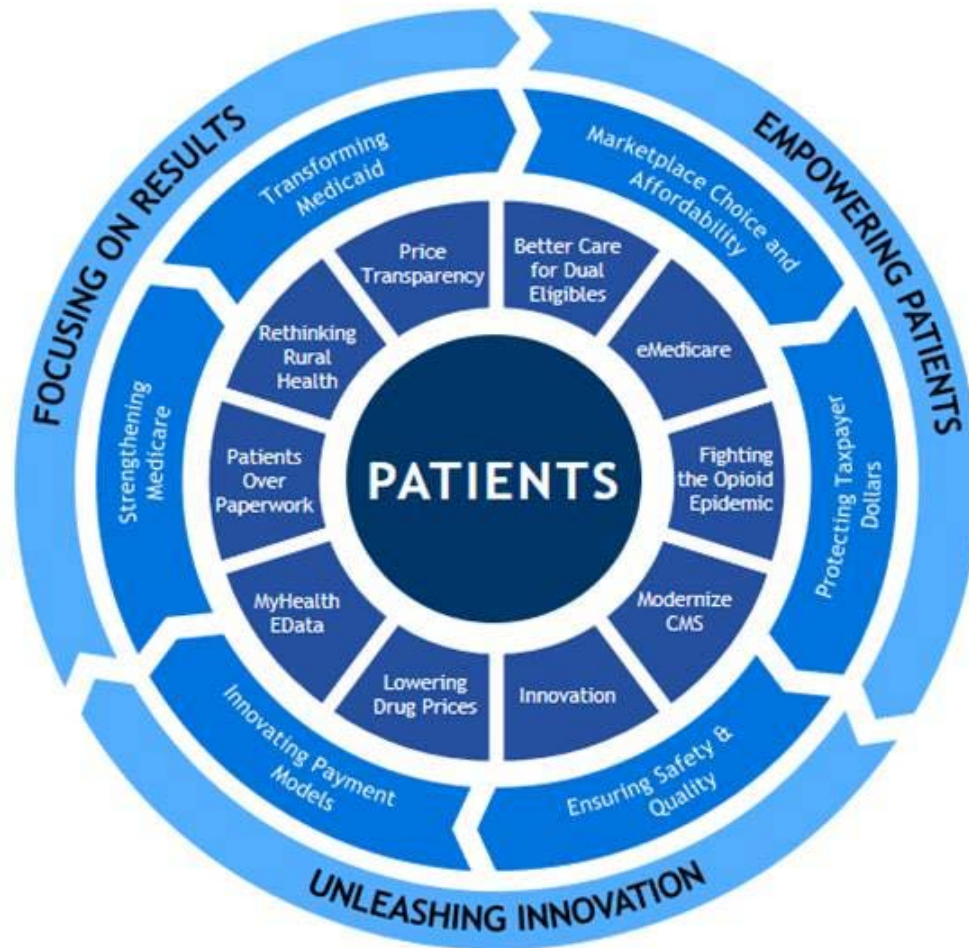 FOCUSING ON RESULTS
EMPOWERING PATIENTS
UNLEASHING INNOVATION
Transforming
Medicaid
Marketplace Choice and
Affordability
Protecting Taxpayer
Dollars
Ensuring Safety &
Quality
Innovating Payment
Models
Strengthening
Medicare
Price
Transparency
Better Care
for Dual
Eligibles
eMedicare
Fighting
the Opioid
Epidemic
Modernize
CMS
Innovation
Lowering
Drug Prices
MyHealth
EData
Patients
Over
Paperwork
Rethinking
Rural
Health
PATIENTS